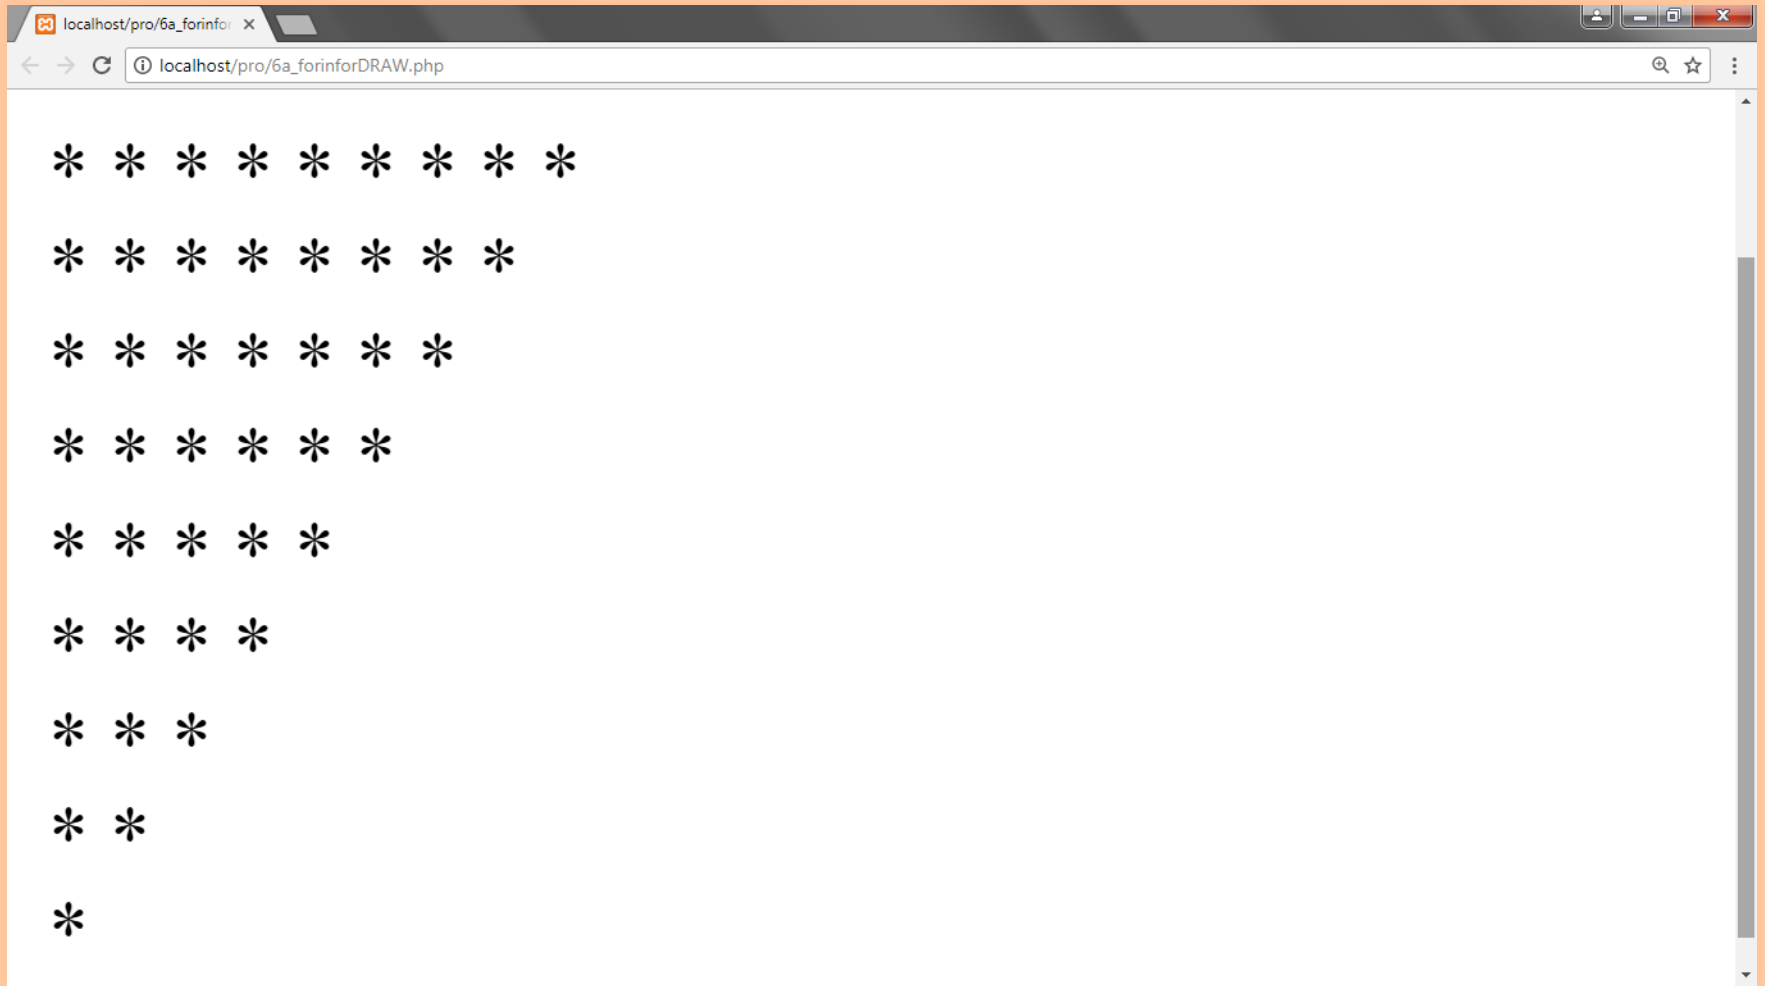 localhost/pro/6a_forinfor
localhost/pro/6a_forinforDRAW.php
* * * * * * * * *
* * * * * * * *
* * * * * * *
* * * * * *
* * * * *
* * * *
* * *
* *
*